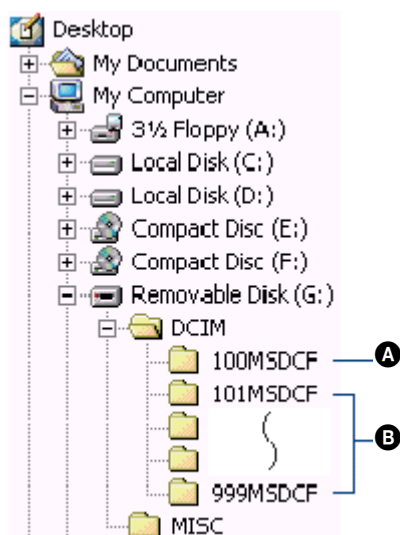 Desktop
My Documents
My Computer
3½ Floppy (A:)
Local Disk (C:)
Local Disk (D:)
Compact Disc (E:)
Compact Disc (F:)
Removable Disk (G:)
DCIM
100MSDCF A
101MSDCF
B
999MSDCF
MISC